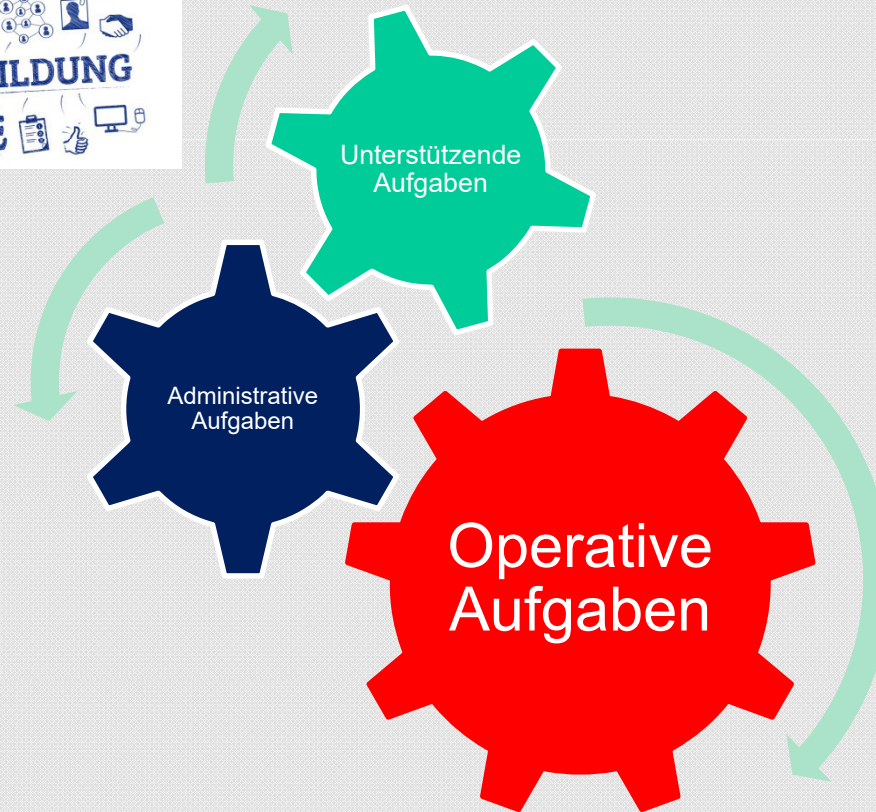 ILDUNG
Unterstützende
Aufgaben
Administrative
Aufgaben
Operative
Aufgaben